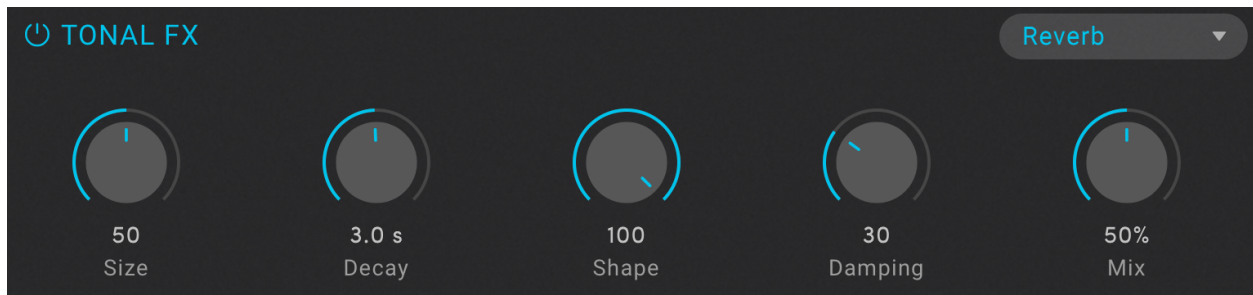 TONAL FX
Reverb
50
3.0 s
100
30
50%
Size
Decay
Shape
Damping
Mix